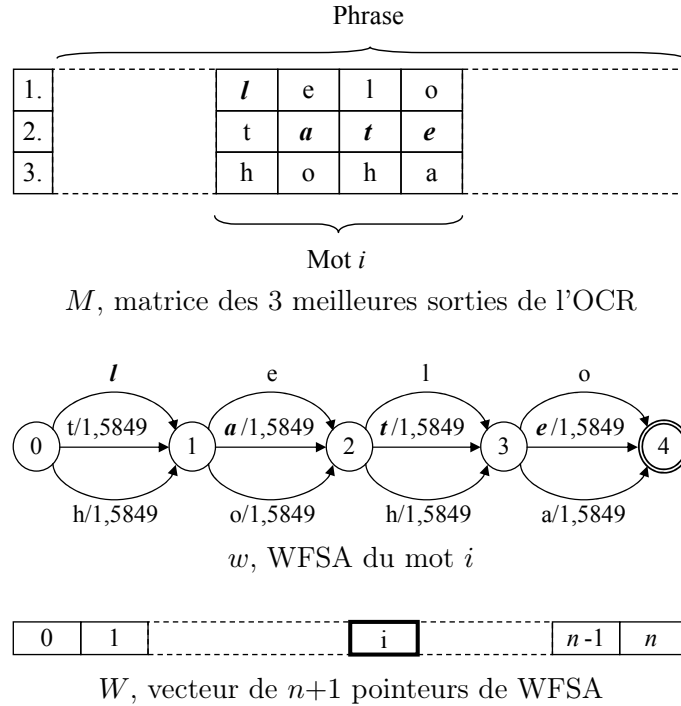 Phrase
1. l e l o
2. t a t e
3. h o h a
Mot i
M, matrice des 3 meilleures sorties de l'OCR
l e l o
0 t/1,5849 1 a/1,5849 2 t/1,5849 3 e/1,5849 4
h/1,5849 o/1,5849 h/1,5849 a/1,5849
w, WFSA du mot i
0 1 i n-1 n
W, vecteur de n+1 pointeurs de WFSA